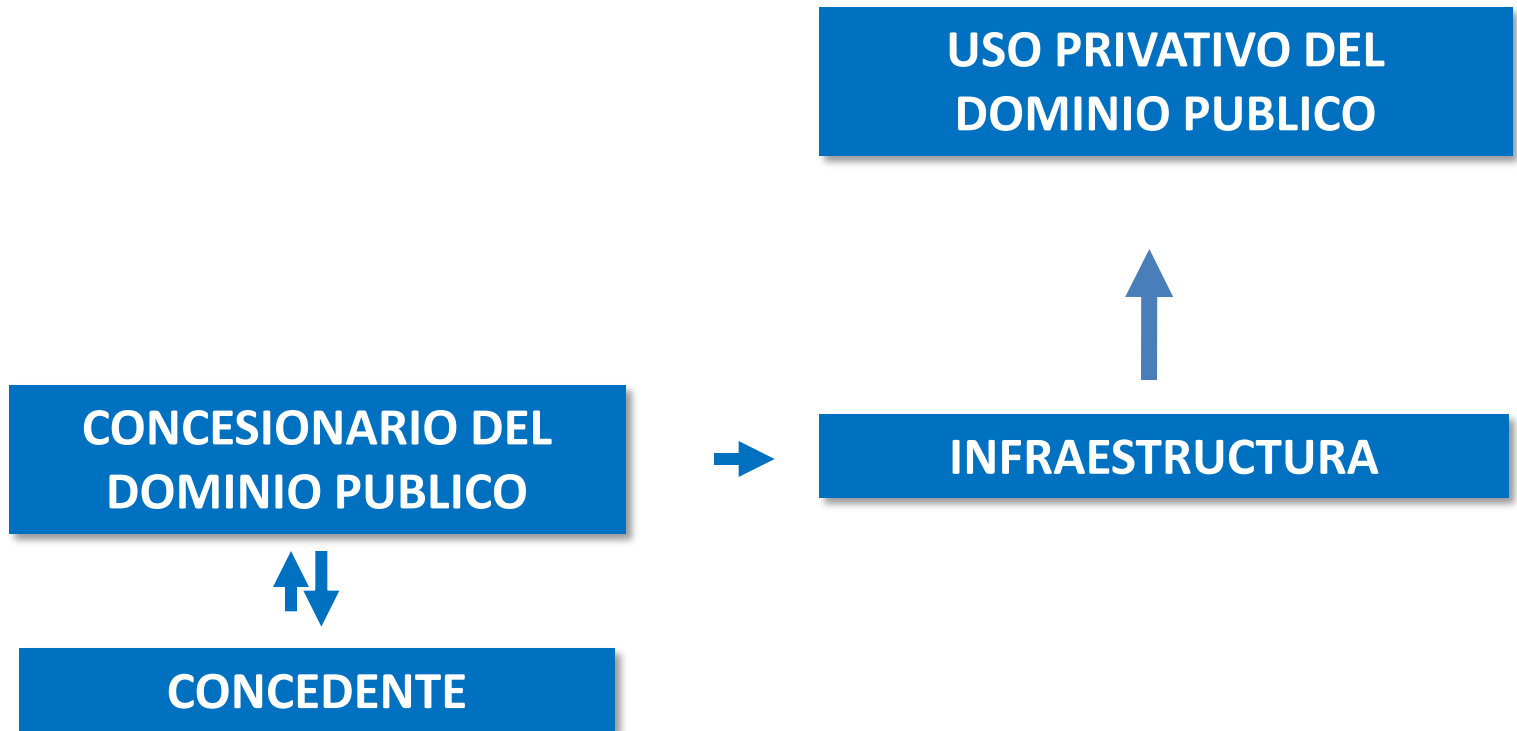 USO PRIVATIVO DEL
DOMINIO PUBLICO
CONCESIONARIO DEL
DOMINIO PUBLICO
INFRAESTRUCTURA
CONCEDENTE